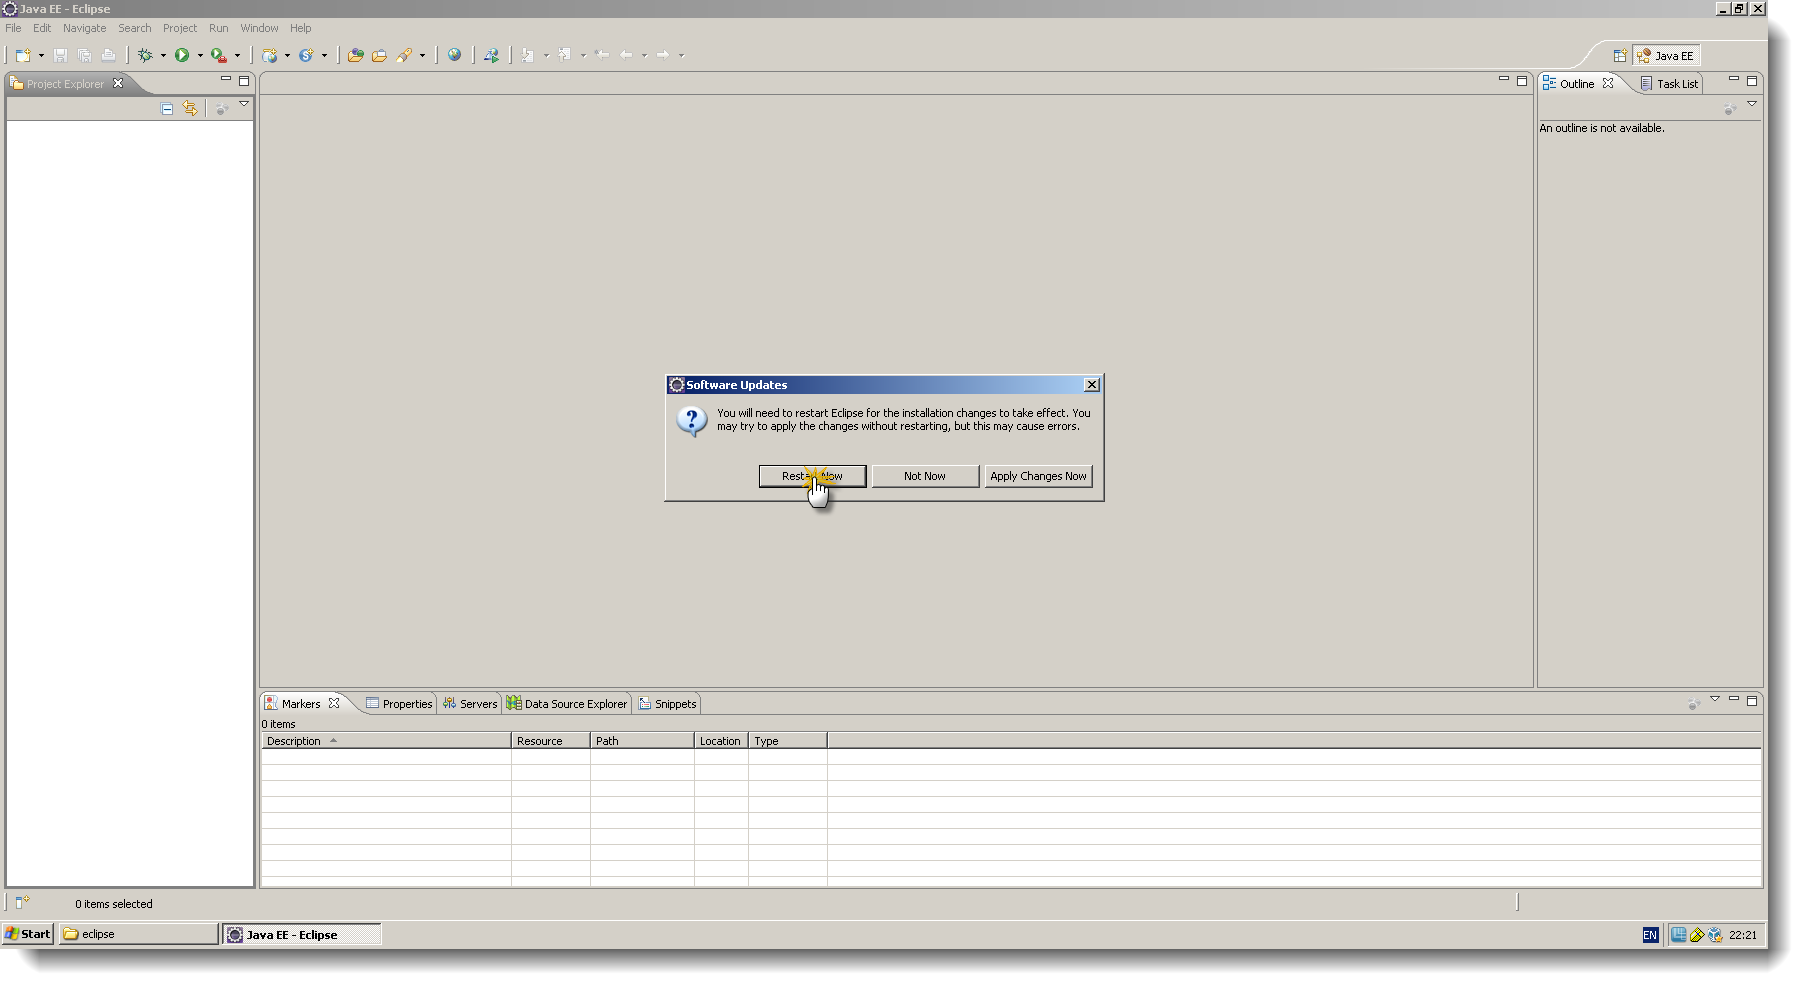 Java EE - Eclipse
File Edit Navigate Search Project Run Window Help
Java EE
Project Explorer
Outline Task List
An outline is not available.
Software Updates
You will need to restart Eclipse for the installation changes to take effect. You
may try to apply the changes without restarting, but this may cause errors.
Restart Now Not Now Apply Changes Now
Markers Properties Servers Data Source Explorer Snippets
0 items
Description Resource Path Location Type
0 items selected
Start eclipse Java EE - Eclipse EN 22:21